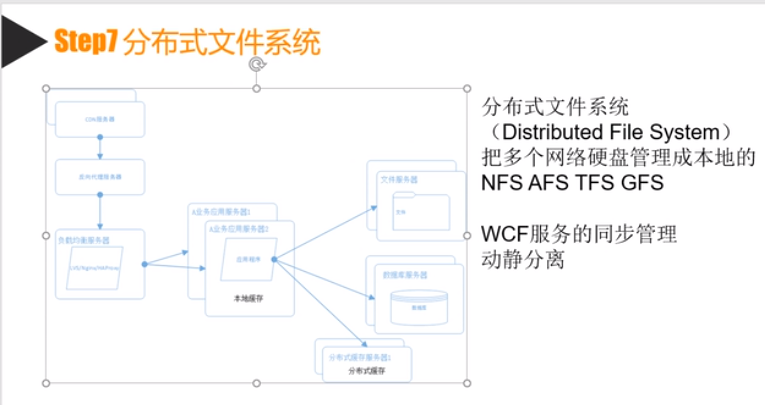 Step7 分布式文件系统
CDN服务器
反向代理服务器
负载均衡服务器
LVS/Nginx/HAProxy
B业务应用服务器1
A业务应用服务器2
应用程序
本地缓存
文件服务器
文件
数据库服务器
数据库
分布式缓存服务器1
分布式缓存
分布式文件系统
（Distributed File System）
把多个网络硬盘管理成本地的
NFS AFS TFS GFS
WCF服务的同步管理
动静分离